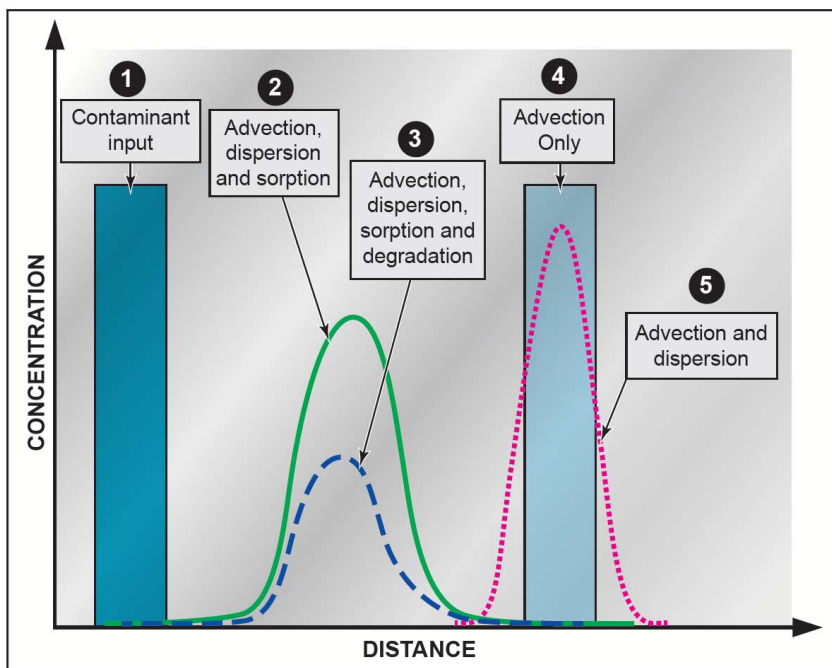 1
Contaminant
input
2
Advection,
dispersion
and sorption
3
Advection,
dispersion,
sorption and
degradation
4
Advection
Only
5
Advection and
dispersion
CONCENTRATION
DISTANCE